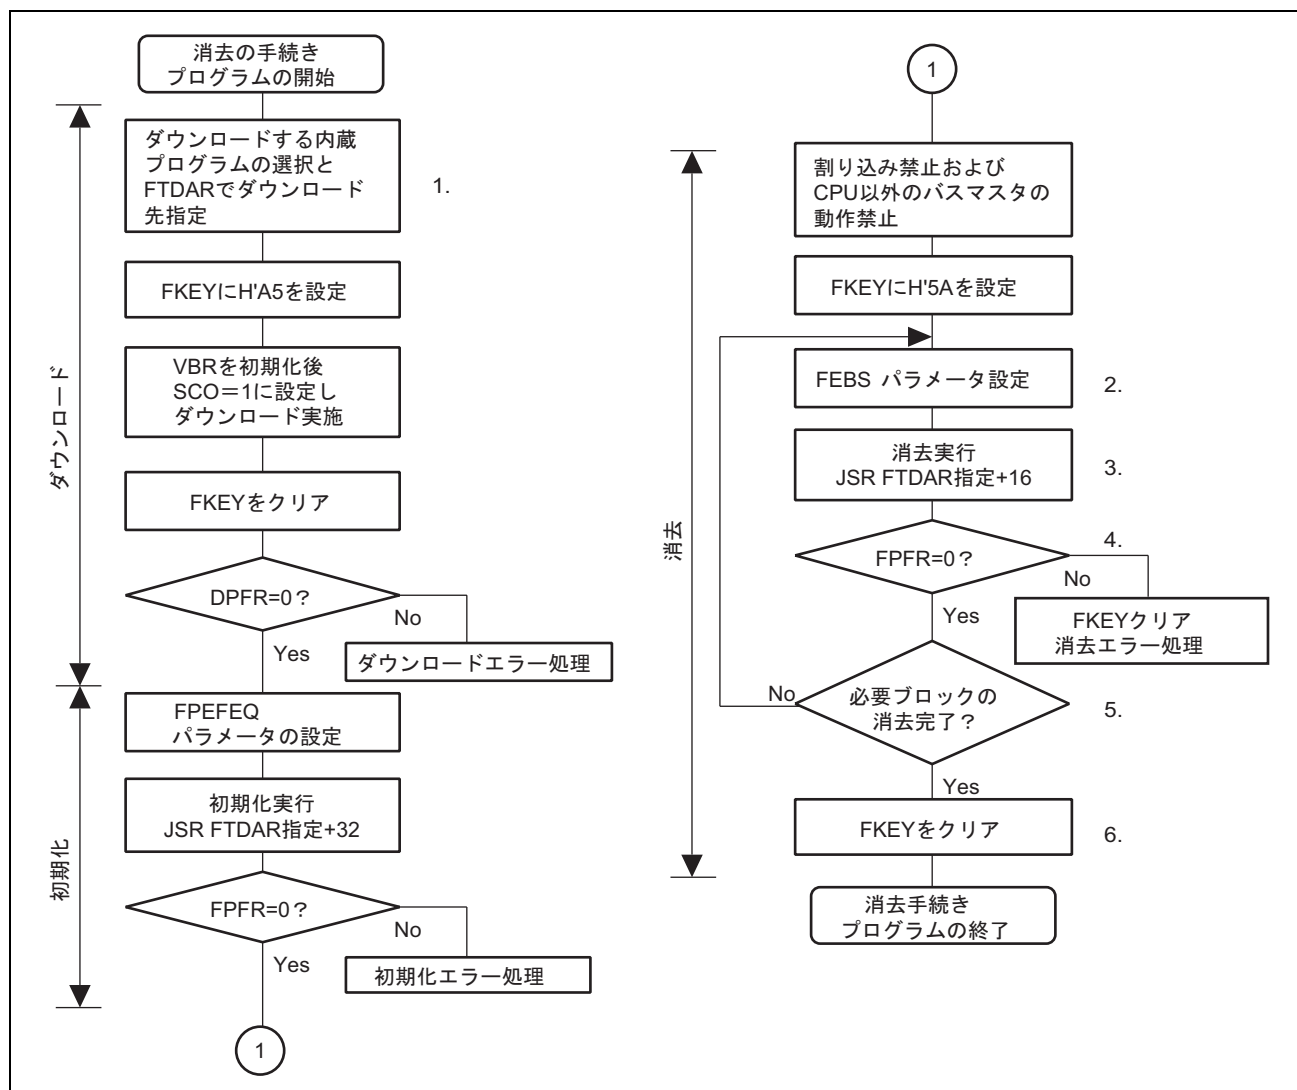 消去の手続き
プログラムの開始
ダウンロードする内蔵
プログラムの選択と
FTDARでダウンロード
先指定
1.
FKEYにH'A5を設定
VBRを初期化後
SCO＝1に設定し
ダウンロード実施
FKEYをクリア
DPFR=0？
No
Yes
ダウンロードエラー処理
ダウンロード
FPEFEQ
パラメータの設定
初期化実行
JSR FTDAR指定+32
FPFR=0？
No
Yes
初期化エラー処理
初期化
1
1
割り込み禁止および
CPU以外のバスマスタの
動作禁止
FKEYにH'5Aを設定
FEBS パラメータ設定
2.
消去実行
JSR FTDAR指定+16
3.
FPFR=0？
4.
No
Yes
FKEYクリア
消去エラー処理
必要ブロックの
消去完了？
5.
No
Yes
FKEYをクリア
6.
消去
消去手続き
プログラムの終了